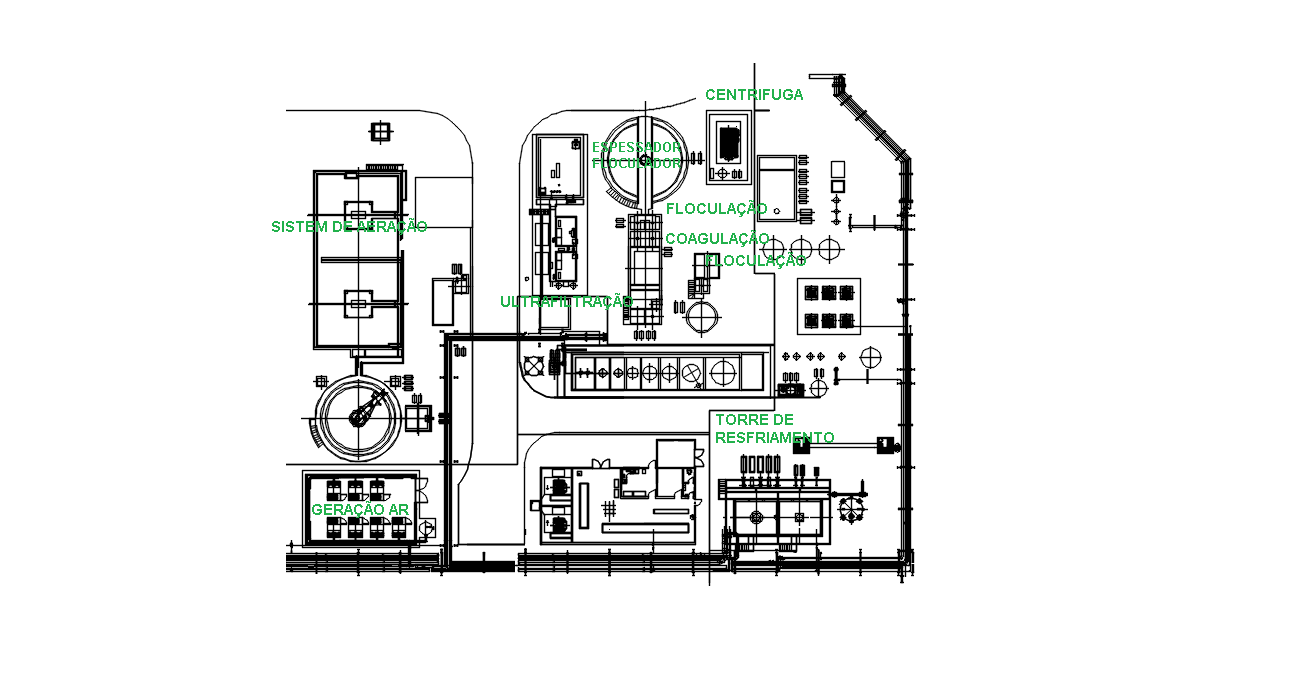 CENTRIFUGA
ESPESSADOR
FLOCULADOR
FLOCULAÇÃO
SISTEM DE AERAÇÃO
COAGULAÇÃO
FLOCULAÇÃO
ULTRAFILTRAÇÃO
TORRE DE
RESFRIAMENTO
GERAÇÃO AR